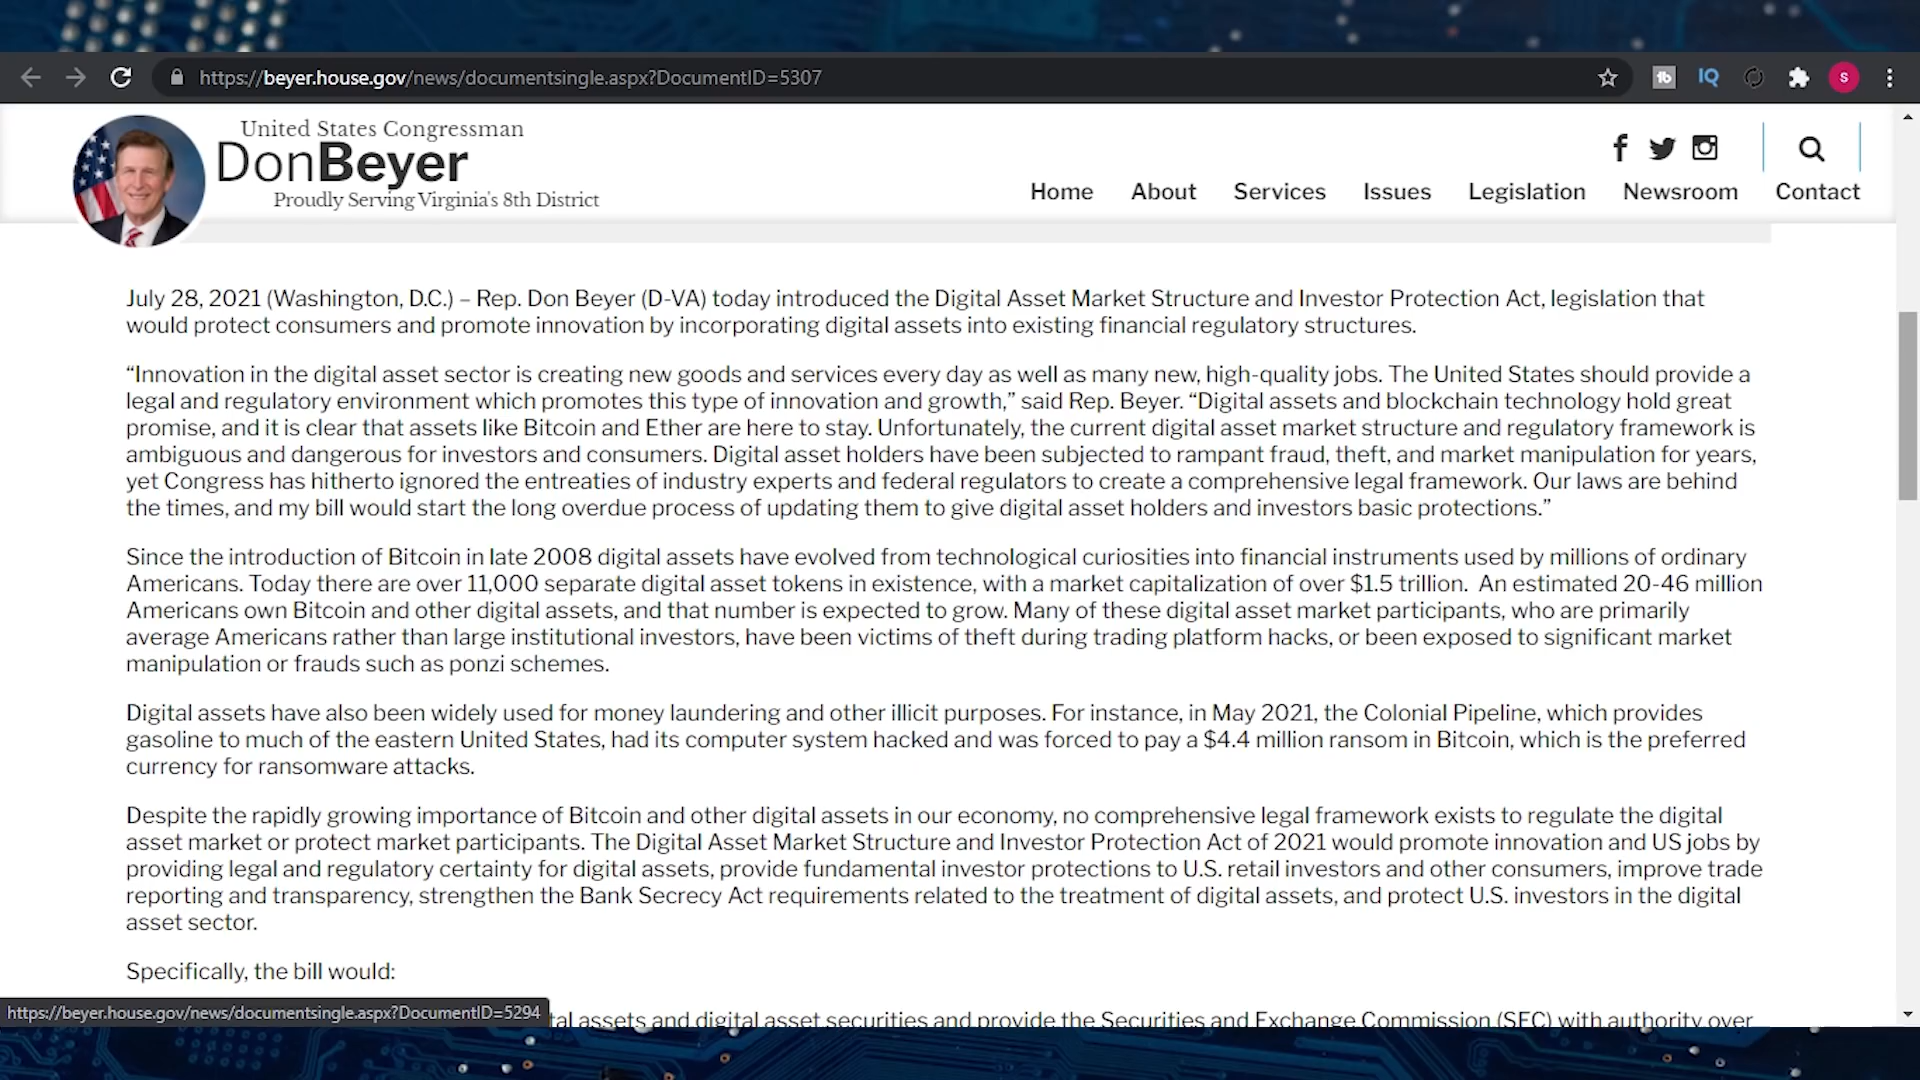 https://beyer.house.gov/news/documentsingle.aspx?DocumentID=5307
IQ
S
United States Congressman
DonBeyer
Proudly Serving Virginia's 8th District
Home About Services Issues Legislation Newsroom Contact
July 28, 2021 (Washington, D.C.) – Rep. Don Beyer (D-VA) today introduced the Digital Asset Market Structure and Investor Protection Act, legislation that
would protect consumers and promote innovation by incorporating digital assets into existing financial regulatory structures.
“Innovation in the digital asset sector is creating new goods and services every day as well as many new, high-quality jobs. The United States should provide a
legal and regulatory environment which promotes this type of innovation and growth,” said Rep. Beyer. “Digital assets and blockchain technology hold great
promise, and it is clear that assets like Bitcoin and Ether are here to stay. Unfortunately, the current digital asset market structure and regulatory framework is
ambiguous and dangerous for investors and consumers. Digital asset holders have been subjected to rampant fraud, theft, and market manipulation for years,
yet Congress has hitherto ignored the entreaties of industry experts and federal regulators to create a comprehensive legal framework. Our laws are behind
the times, and my bill would start the long overdue process of updating them to give digital asset holders and investors basic protections.”
Since the introduction of Bitcoin in late 2008 digital assets have evolved from technological curiosities into financial instruments used by millions of ordinary
Americans. Today there are over 11,000 separate digital asset tokens in existence, with a market capitalization of over $1.5 trillion. An estimated 20-46 million
Americans own Bitcoin and other digital assets, and that number is expected to grow. Many of these digital asset market participants, who are primarily
average Americans rather than large institutional investors, have been victims of theft during trading platform hacks, or been exposed to significant market
manipulation or frauds such as ponzi schemes.
Digital assets have also been widely used for money laundering and other illicit purposes. For instance, in May 2021, the Colonial Pipeline, which provides
gasoline to much of the eastern United States, had its computer system hacked and was forced to pay a $4.4 million ransom in Bitcoin, which is the preferred
currency for ransomware attacks.
Despite the rapidly growing importance of Bitcoin and other digital assets in our economy, no comprehensive legal framework exists to regulate the digital
asset market or protect market participants. The Digital Asset Market Structure and Investor Protection Act of 2021 would promote innovation and US jobs by
providing legal and regulatory certainty for digital assets, provide fundamental investor protections to U.S. retail investors and other consumers, improve trade
reporting and transparency, strengthen the Bank Secrecy Act requirements related to the treatment of digital assets, and protect U.S. investors in the digital
asset sector.
Specifically, the bill would:
https://beyer.house.gov/news/documentsingle.aspx?DocumentID=5294
tal assets and digital asset securities and provide the Securities and Exchange Commission (SEC) with authority over